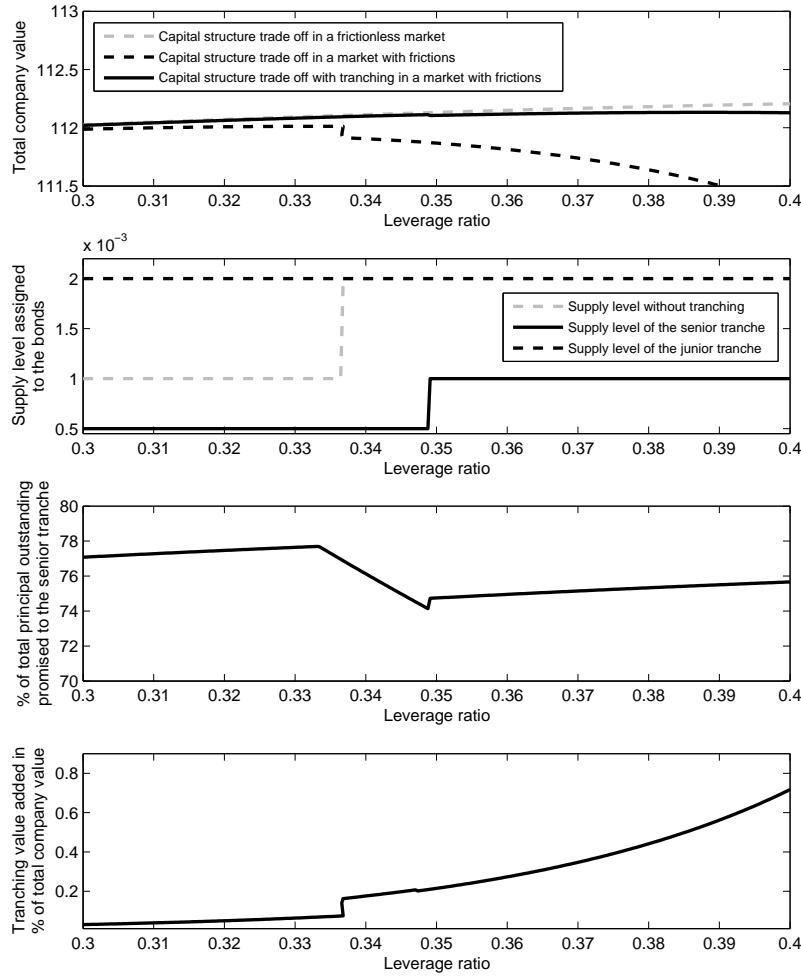 113
112.5
112
111.5
Total company value
Capital structure trade off in a frictionless market
Capital structure trade off in a market with frictions
Capital structure trade off with tranching in a market with frictions
0.3 0.31 0.32 0.33 0.34 0.35 0.36 0.37 0.38 0.39 0.4
Leverage ratio
x 10⁻³
2
1.5
1
0.5
Supply level assigned
to the bonds
Supply level without tranching
Supply level of the senior tranche
Supply level of the junior tranche
0.3 0.31 0.32 0.33 0.34 0.35 0.36 0.37 0.38 0.39 0.4
Leverage ratio
80
78
76
74
72
70
% of total principal outstanding
promised to the senior tranche
0.3 0.31 0.32 0.33 0.34 0.35 0.36 0.37 0.38 0.39 0.4
Leverage ratio
0.8
0.6
0.4
0.2
Tranching value added in
% of total company value
0.3 0.31 0.32 0.33 0.34 0.35 0.36 0.37 0.38 0.39 0.4
Leverage ratio